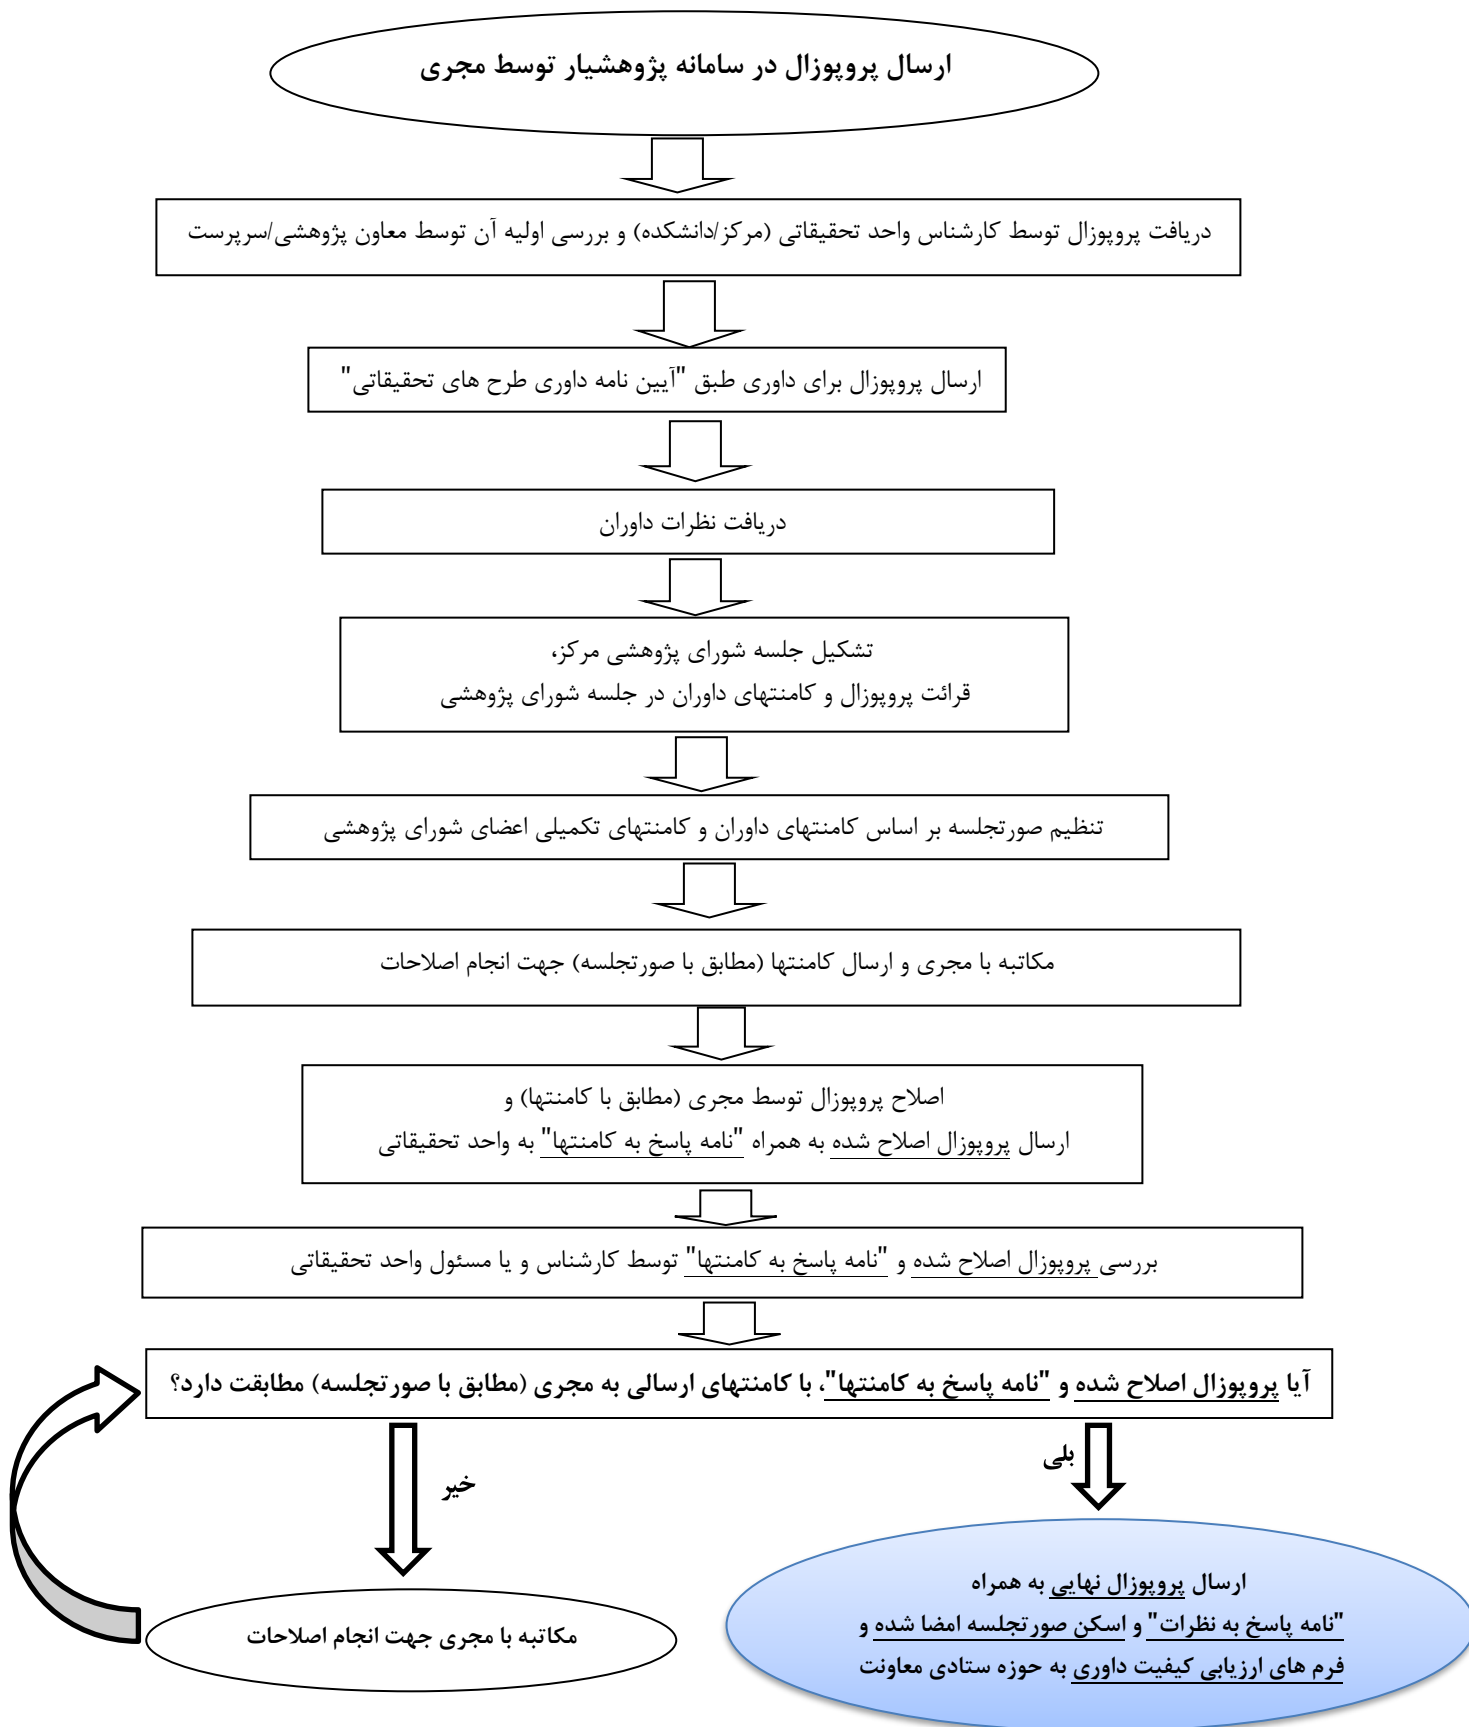 ارسال پروپوزال در سامانه پژوهشیار توسط مجری
دریافت پروپوزال توسط کارشناس واحد تحقیقاتی (مرکز/دانشکده) و بررسی اولیه آن توسط معاون پژوهشی/سرپرست
ارسال پروپوزال برای داوری طبق "آیین نامه داوری طرح های تحقیقاتی"
دریافت نظرات داوران
تشکیل جلسه شورای پژوهشی مرکز،
قرائت پروپوزال و کامنتهای داوران در جلسه شورای پژوهشی
تنظیم صورتجلسه بر اساس کامنتهای داوران و کامنتهای تکمیلی اعضای شورای پژوهشی
مکاتبه با مجری و ارسال کامنتها (مطابق با صورتجلسه) جهت انجام اصلاحات
اصلاح پروپوزال توسط مجری (مطابق با کامنتها) و
ارسال پروپوزال اصلاح شده به همراه "نامه پاسخ به کامنتها" به واحد تحقیقاتی
بررسی پروپوزال اصلاح شده و "نامه پاسخ به کامنتها" توسط کارشناس و یا مسئول واحد تحقیقاتی
آیا پروپوزال اصلاح شده و "نامه پاسخ به کامنتها"، با کامنتهای ارسالی به مجری (مطابق با صورتجلسه) مطابقت دارد؟
بلی
خیر
ارسال پروپوزال نهایی به همراه
"نامه پاسخ به نظرات" و اسکن صورتجلسه امضا شده و
فرم های ارزیابی کیفیت داوری به حوزه ستادی معاونت
مکاتبه با مجری جهت انجام اصلاحات